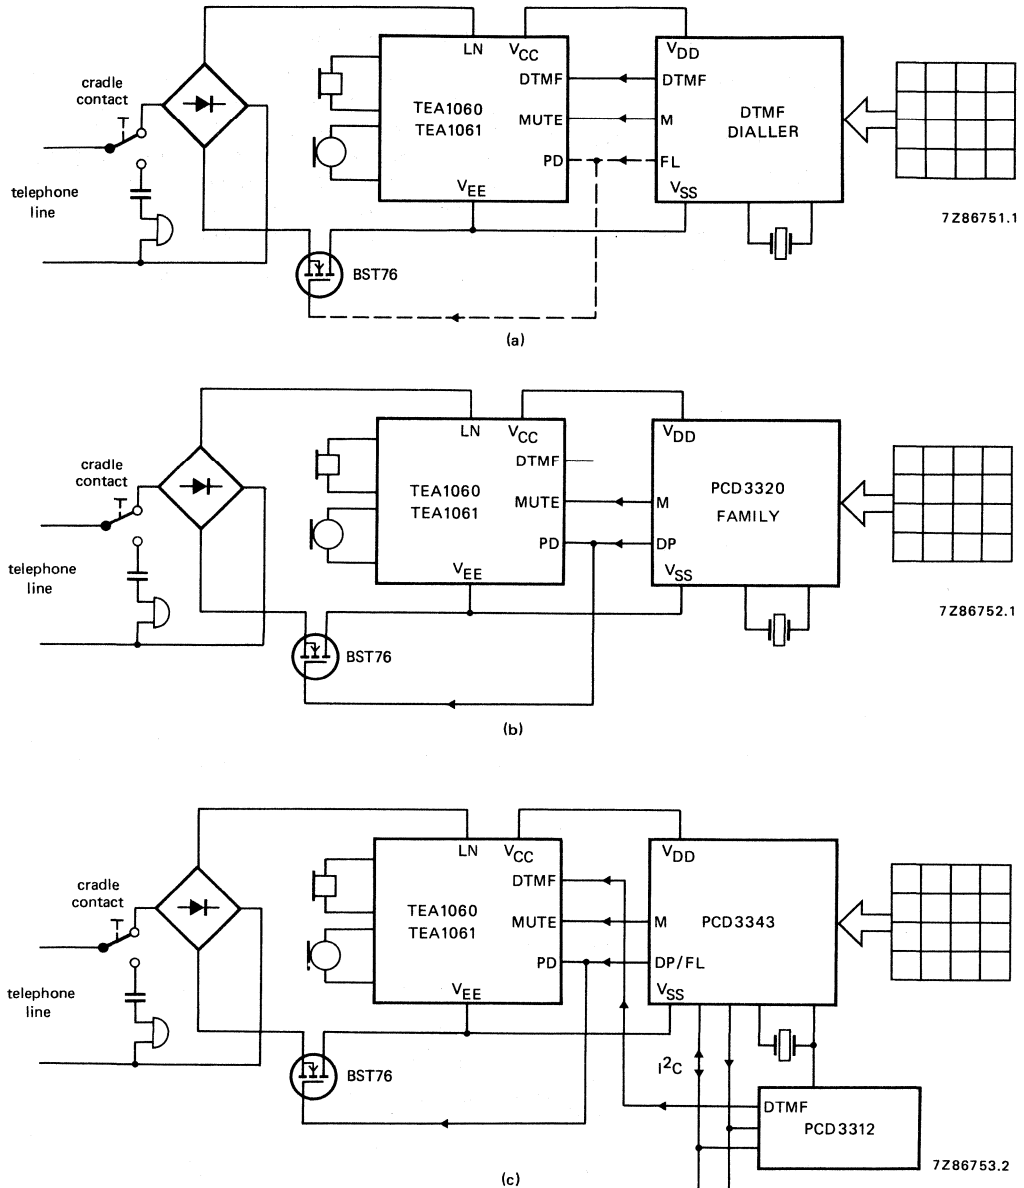 LN
VCC
VDD
cradle
contact
DTMF
DTMF
TEA1060
TEA1061
DTMF
DIALLER
MUTE
M
PD
FL
telephone
line
VEE
VSS
7Z86751.1
BST76
(a)
LN
VCC
VDD
cradle
contact
DTMF
TEA1060
TEA1061
PCD3320
FAMILY
MUTE
M
PD
DP
telephone
line
VEE
VSS
7Z86752.1
BST76
(b)
LN
VCC
VDD
cradle
contact
DTMF
TEA1060
TEA1061
MUTE
M
PCD3343
PD
DP/FL
telephone
line
VEE
VSS
BST76
I²C
DTMF
PCD3312
7Z86753.2
(c)